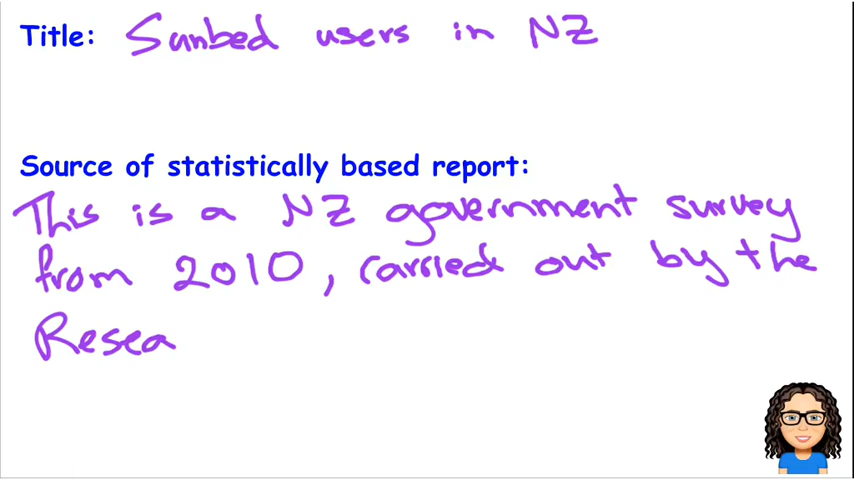 Title: Sunbed users in NZ
Source of statistically based report:
This is a NZ government survey
from 2010, carried out by the
Resea